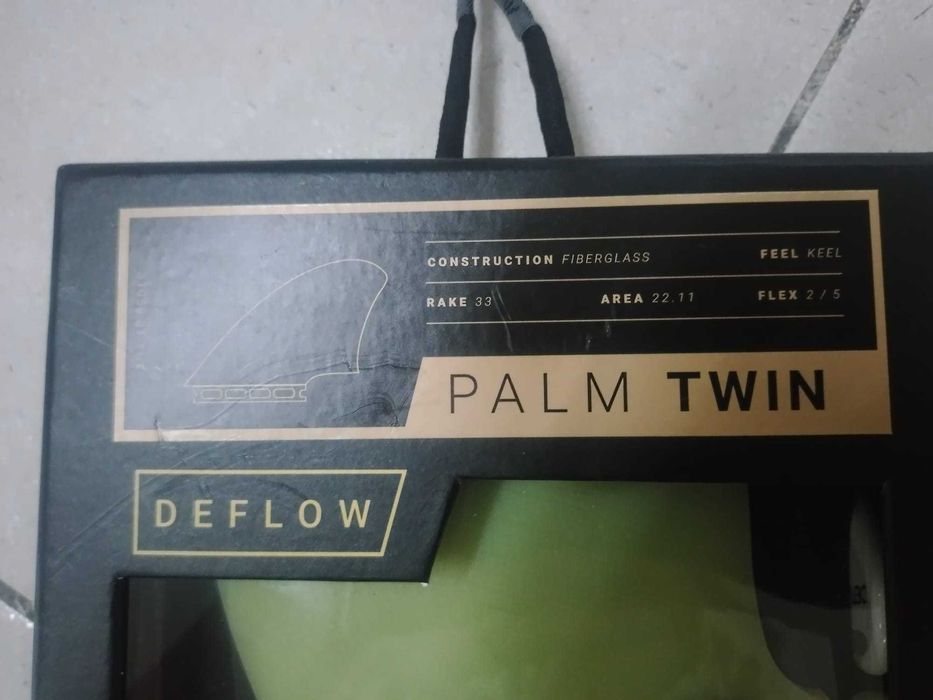 CONSTRUCTION FIBERGLASS FEEL KEEL
RAKE 33 AREA 22.11 FLEX 2 / 5
PALM TWIN
DEFLOW